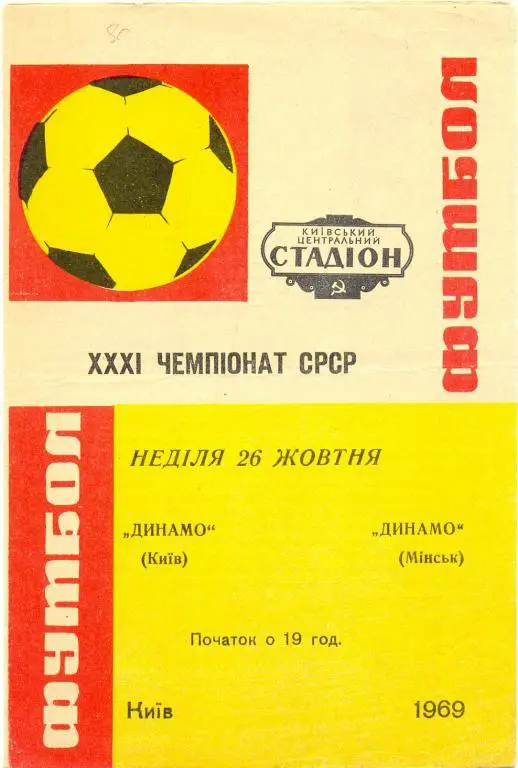 ФУТБОЛ
КИЇВСЬКИЙ
ЦЕНТРАЛЬНИЙ
СТАДІОН
XXXI ЧЕМПІОНАТ СРСР
ФУТБОЛ
НЕДІЛЯ 26 ЖОВТНЯ
„ДИНАМО“ „ДИНАМО“
(Київ) (Мінськ)
Початок о 19 год.
Київ 1969